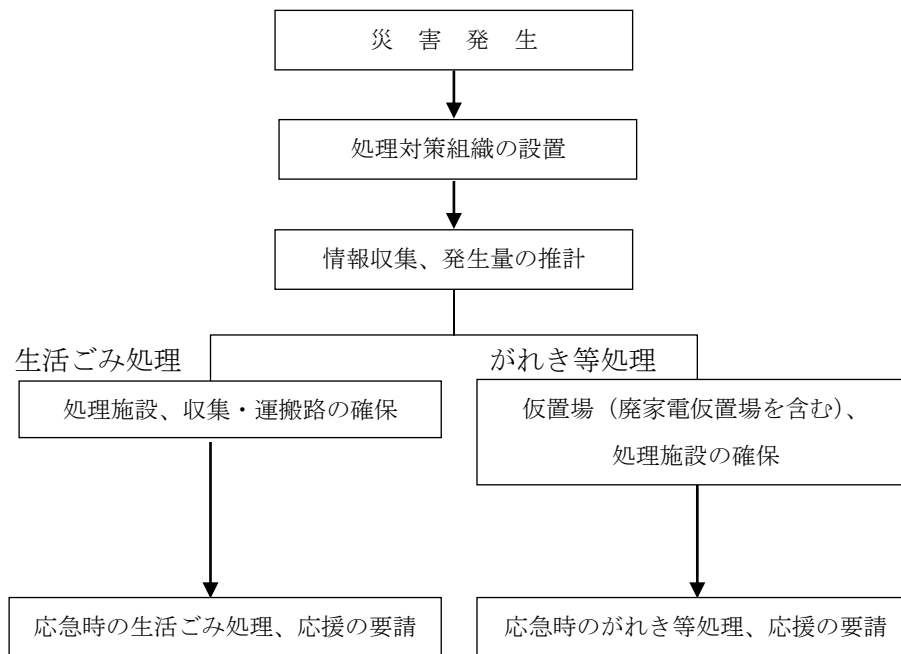 災 害 発 生
処理対策組織の設置
情報収集、発生量の推計
生活ごみ処理
処理施設、収集・運搬路の確保
応急時の生活ごみ処理、応援の要請
がれき等処理
仮置場（廃家電仮置場を含む）、
処理施設の確保
応急時のがれき等処理、応援の要請